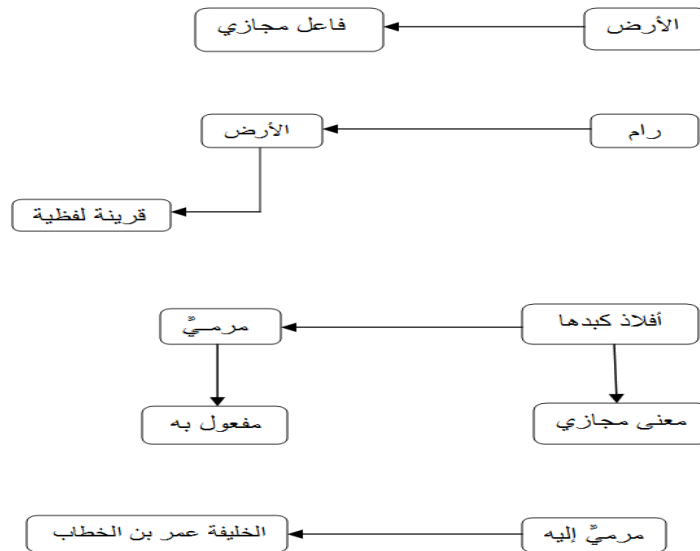 الأرض
فاعل مجازي
رام
الأرض
قرينة لفظية
أفلاذ كبدها
مرمــيٌّ
معنى مجازي
مفعول به
مرميٌّ إليه
الخليفة عمر بن الخطاب